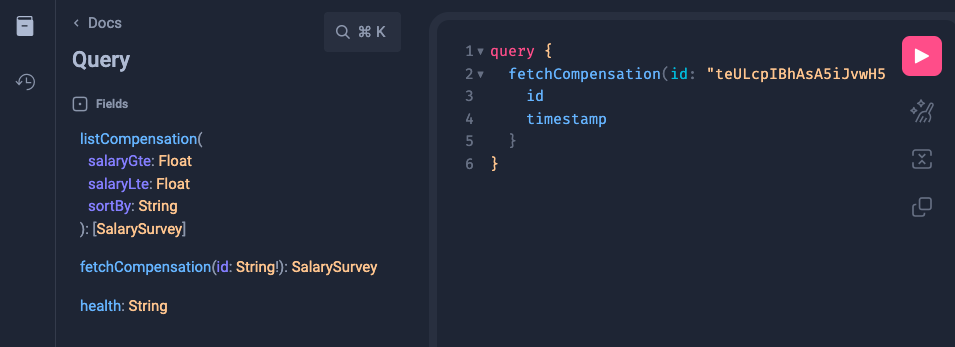 < Docs
⌘ K
Query
Fields
listCompensation(
salaryGte: Float
salaryLte: Float
sortBy: String
): [SalarySurvey]
fetchCompensation(id: String!): SalarySurvey
health: String
1 query {
2 fetchCompensation(id: "teULcpIBhAsA5iJvwH5
3 id
4 timestamp
5 }
6 }